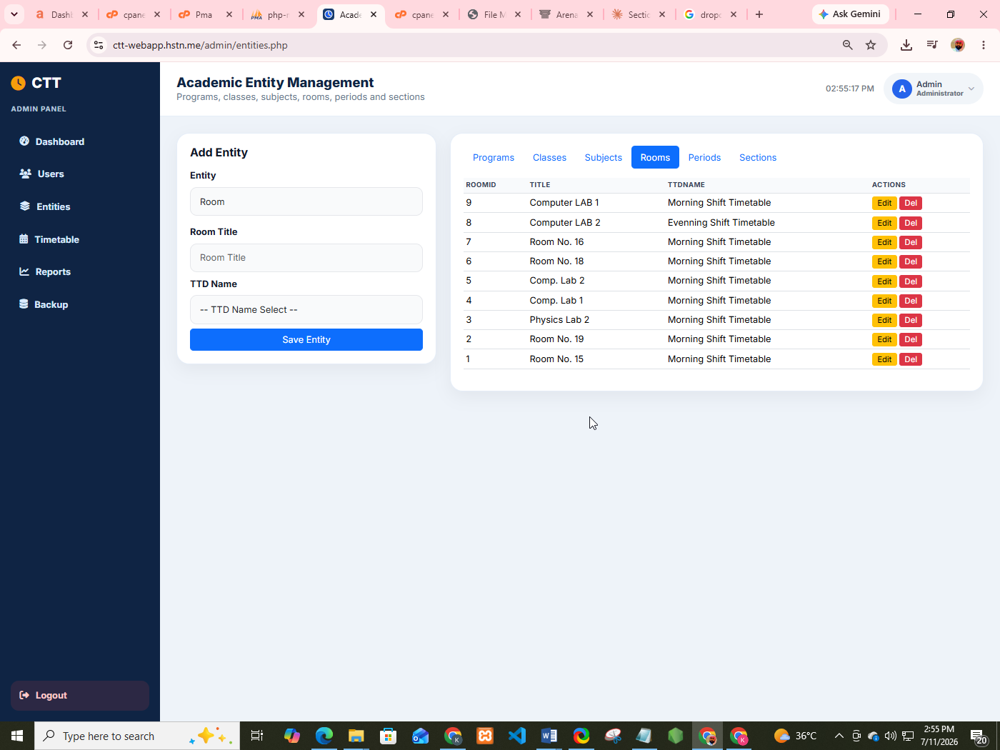 Dashl
cpane
Pma
php-r
Acade
cpane
File M
Arena
Sectic
dropd
Ask Gemini
ctt-webapp.hstn.me/admin/entities.php
CTT
ADMIN PANEL
Dashboard
Users
Entities
Timetable
Reports
Backup
Logout
Academic Entity Management
Programs, classes, subjects, rooms, periods and sections
02:55:17 PM
A
Admin
Administrator
Add Entity
Entity
Room
Room Title
Room Title
TTD Name
-- TTD Name Select --
Save Entity
Programs Classes Subjects Rooms Periods Sections
ROOMID TITLE TTDNAME ACTIONS
9 Computer LAB 1 Morning Shift Timetable Edit Del
8 Computer LAB 2 Evenning Shift Timetable Edit Del
7 Room No. 16 Morning Shift Timetable Edit Del
6 Room No. 18 Morning Shift Timetable Edit Del
5 Comp. Lab 2 Morning Shift Timetable Edit Del
4 Comp. Lab 1 Morning Shift Timetable Edit Del
3 Physics Lab 2 Morning Shift Timetable Edit Del
2 Room No. 19 Morning Shift Timetable Edit Del
1 Room No. 15 Morning Shift Timetable Edit Del
Type here to search
36°C
2:55 PM
7/11/2026
20